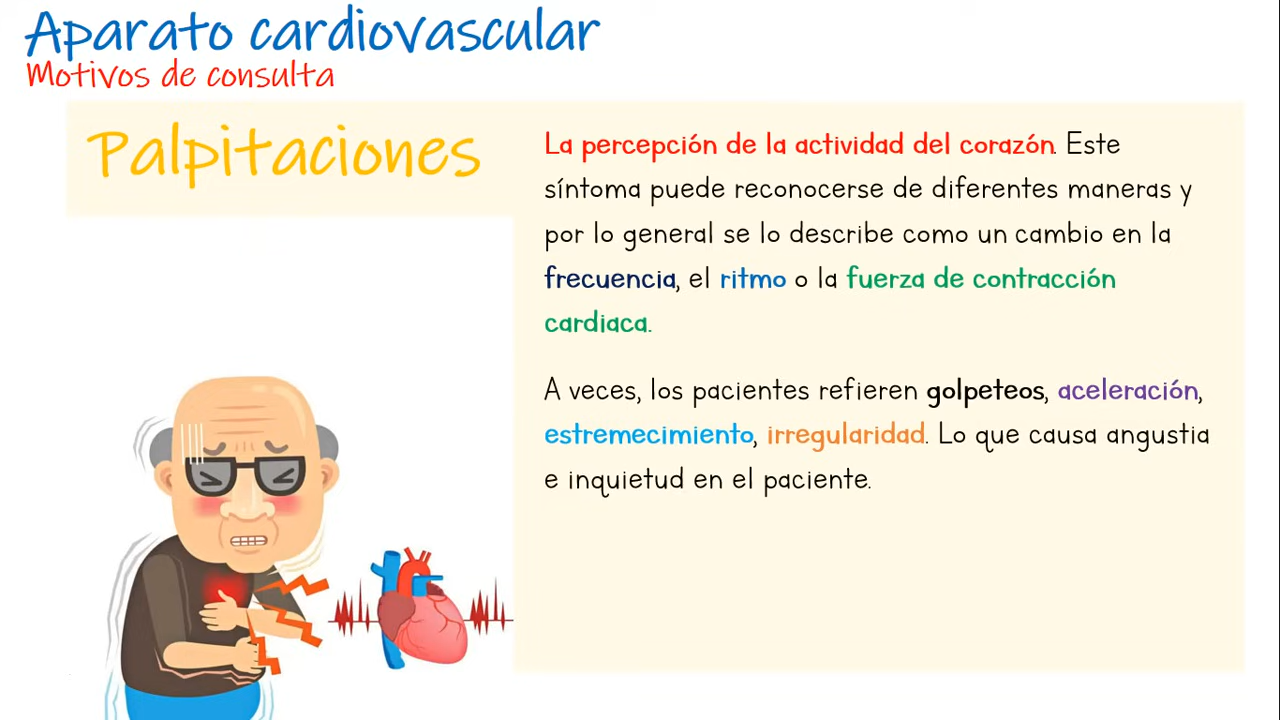 Aparato cardiovascular
Motivos de consulta
Palpitaciones
La percepción de la actividad del corazón. Este
síntoma puede reconocerse de diferentes maneras y
por lo general se lo describe como un cambio en la
frecuencia, el ritmo o la fuerza de contracción
cardiaca.
A veces, los pacientes refieren golpeteos, aceleración,
estremecimiento, irregularidad. Lo que causa angustia
e inquietud en el paciente.